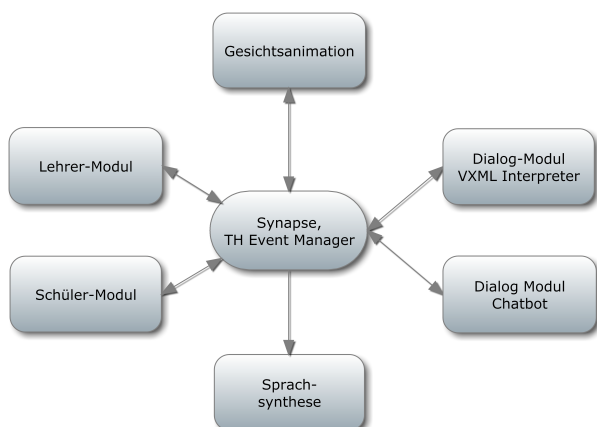 Gesichtsanimation
Lehrer-Modul
Dialog-Modul
VXML Interpreter
Synapse,
TH Event Manager
Schüler-Modul
Dialog Modul
Chatbot
Sprach-
synthese